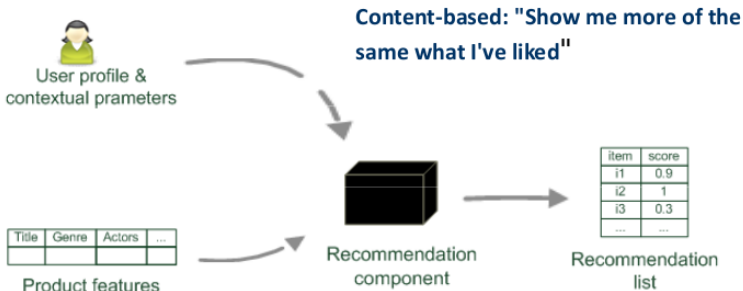 Content-based: "Show me more of the
same what I've liked"
User profile &
contextual prameters
item score
i1 0.9
i2 1
i3 0.3
... ...
Title Genre Actors ...
Recommendation
component
Recommendation
list
Product features